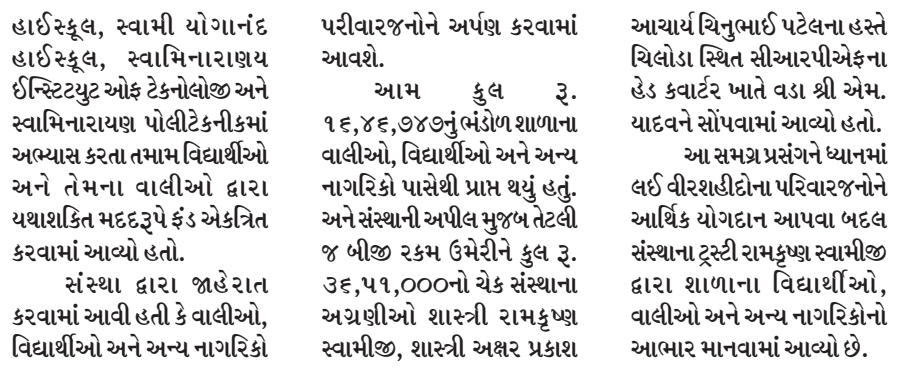 હાઈસ્કૂલ, સ્વામી યોગાનંદ
હાઈસ્કૂલ, સ્વામિનારાણય
ઈન્સ્ટિટયુટ ઓફ ટેકનોલોજી અને
સ્વામિનારાયણ પોલીટેકનીકમાં
અભ્યાસ કરતા તમામ વિદ્યાર્થીઓ
અને તેમના વાલીઓ દ્વારા
યથાશકિત મદદરૂપે ફંડ એકત્રિત
કરવામાં આવ્યો હતો.
સંસ્થા દ્વારા જાહેરાત
કરવામાં આવી હતી કે વાલીઓ,
વિદ્યાર્થીઓ અને અન્ય નાગરિકો
પરીવારજનોને અર્પણ કરવામાં
આવશે.
આમ કુલ રૂ.
૧૬,૪૬,૭૪૭નું ભંડોળ શાળાના
વાલીઓ, વિદ્યાર્થીઓ અને અન્ય
નાગરિકો પાસેથી પ્રાપ્ત થયું હતું.
અને સંસ્થાની અપીલ મુજબ તેટલી
જ બીજી રકમ ઉમેરીને કુલ રૂ.
૩૬,૫૧,૦૦૦નો ચેક સંસ્થાના
અગ્રણીઓ શાસ્ત્રી રામકૃષ્ણ
સ્વામીજી, શાસ્ત્રી અક્ષર પ્રકાશ
આચાર્ય ચિનુભાઈ પટેલના હસ્તે
ચિલોડા સ્થિત સીઆરપીએફના
હેડ કવાર્ટર ખાતે વડા શ્રી એમ.
યાદવને સોંપવામાં આવ્યો હતો.
આ સમગ્ર પ્રસંગને ધ્યાનમાં
લઈ વીરશહીદોના પરિવારજનોને
આર્થિક યોગદાન આપવા બદલ
સંસ્થાના ટ્રસ્ટી રામકૃષ્ણ સ્વામીજી
દ્વારા શાળાના વિદ્યાર્થીઓ,
વાલીઓ અને અન્ય નાગરિકોનો
આભાર માનવામાં આવ્યો છે.